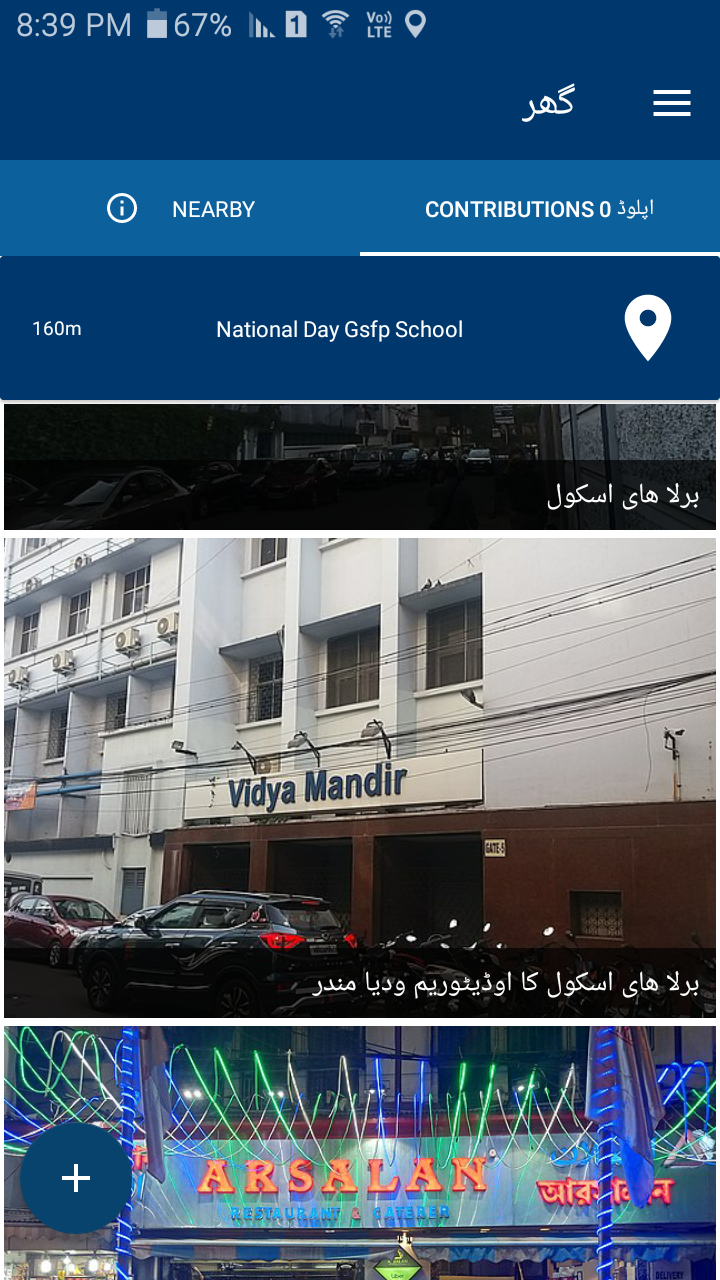 8:39 PM 67% 1 Vo)) LTE
گھر
NEARBY
CONTRIBUTIONS 0 اپلوڈ
160m
National Day Gsfp School
برلا ھای اسکول
Vidya Mandir
GATE-5
برلا ھای اسکول کا اوڈیٹوریم ودیا مندر
ARSALAN
RESTAURANT & CATERER
Uber
DELIVERY